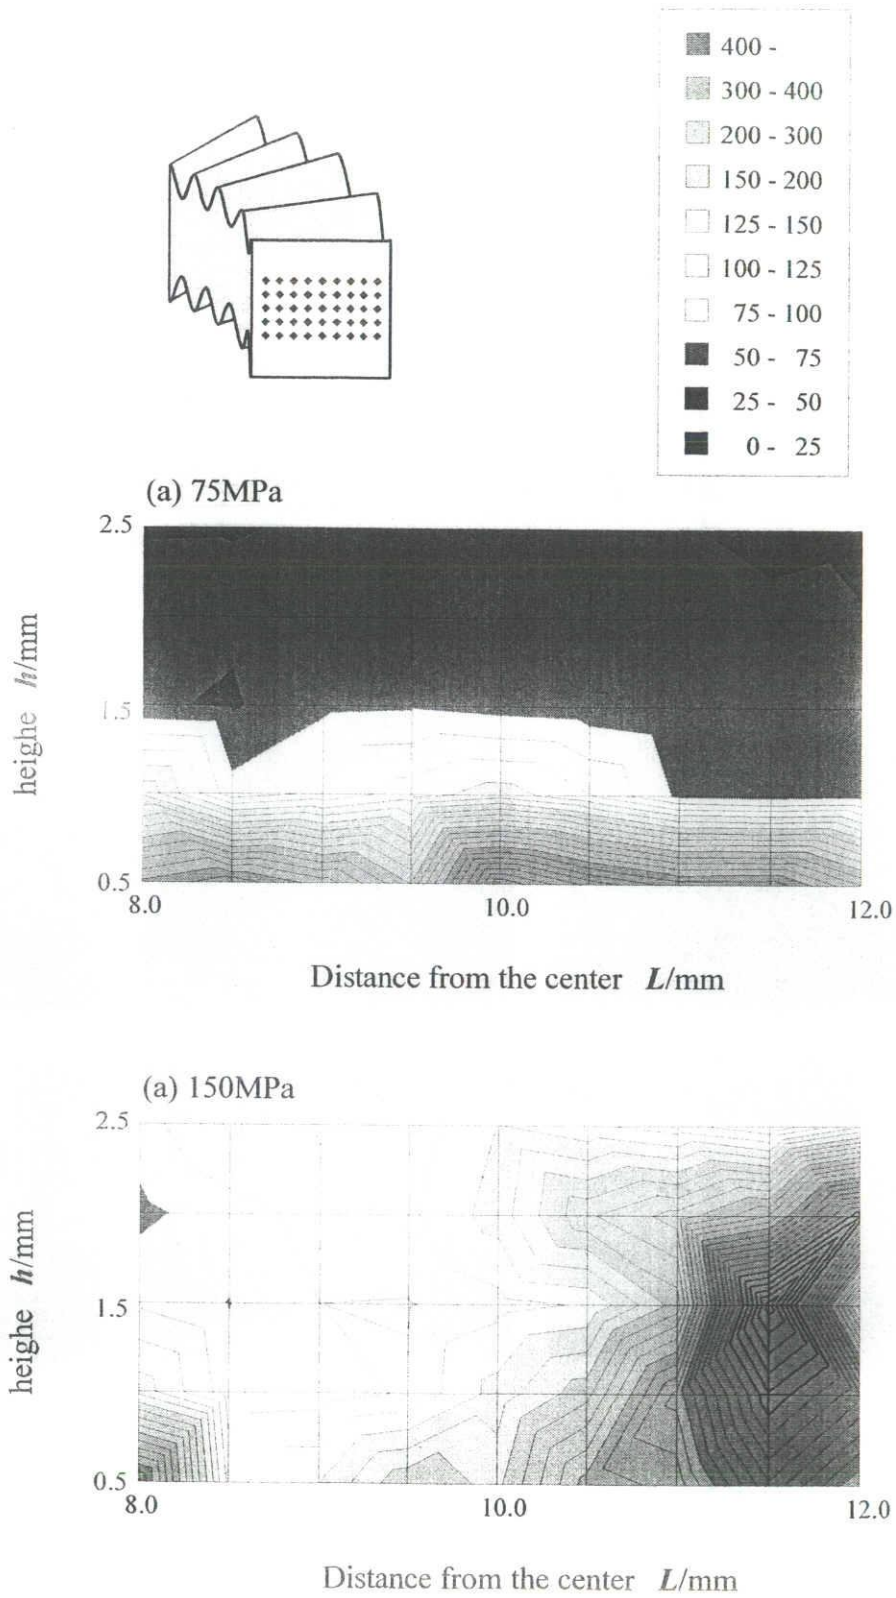 400 -
300 - 400
200 - 300
150 - 200
125 - 150
100 - 125
75 - 100
50 - 75
25 - 50
0 - 25
(a) 75MPa
2.5
1.5
0.5
heighe h/mm
8.0 10.0 12.0
Distance from the center L/mm
(a) 150MPa
2.5
1.5
0.5
heighe h/mm
8.0 10.0 12.0
Distance from the center L/mm